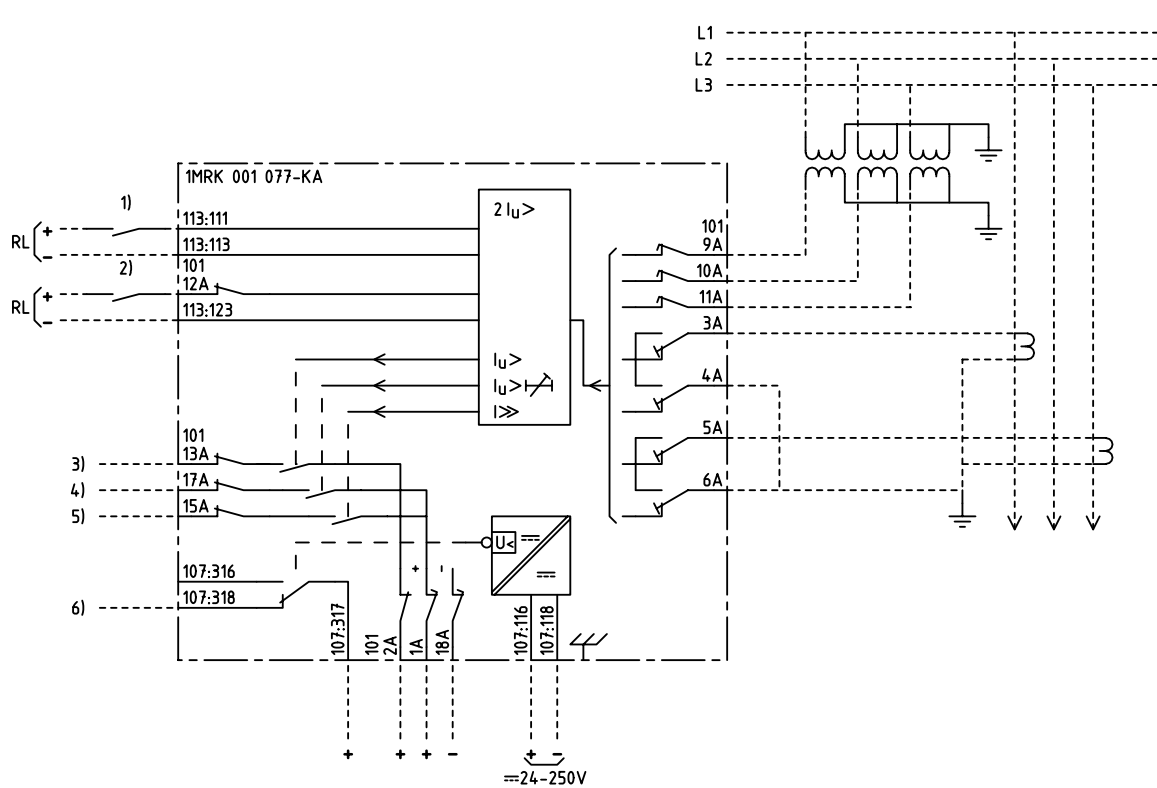 L1
L2
L3
1MRK 001 077-KA
1)
2 Iu>
113:111
RL
+
-
113:113
101
9A
101
2)
10A
12A
RL
+
-
11A
113:123
3A
Iu>
4A
Iu>
I>>
5A
101
13A
3)
6A
17A
4)
15A
5)
U<
107:316
+
107:318
6)
107:317
101
2A
1A
18A
107:116
107:118
+
+
+
-
+
-
24-250V